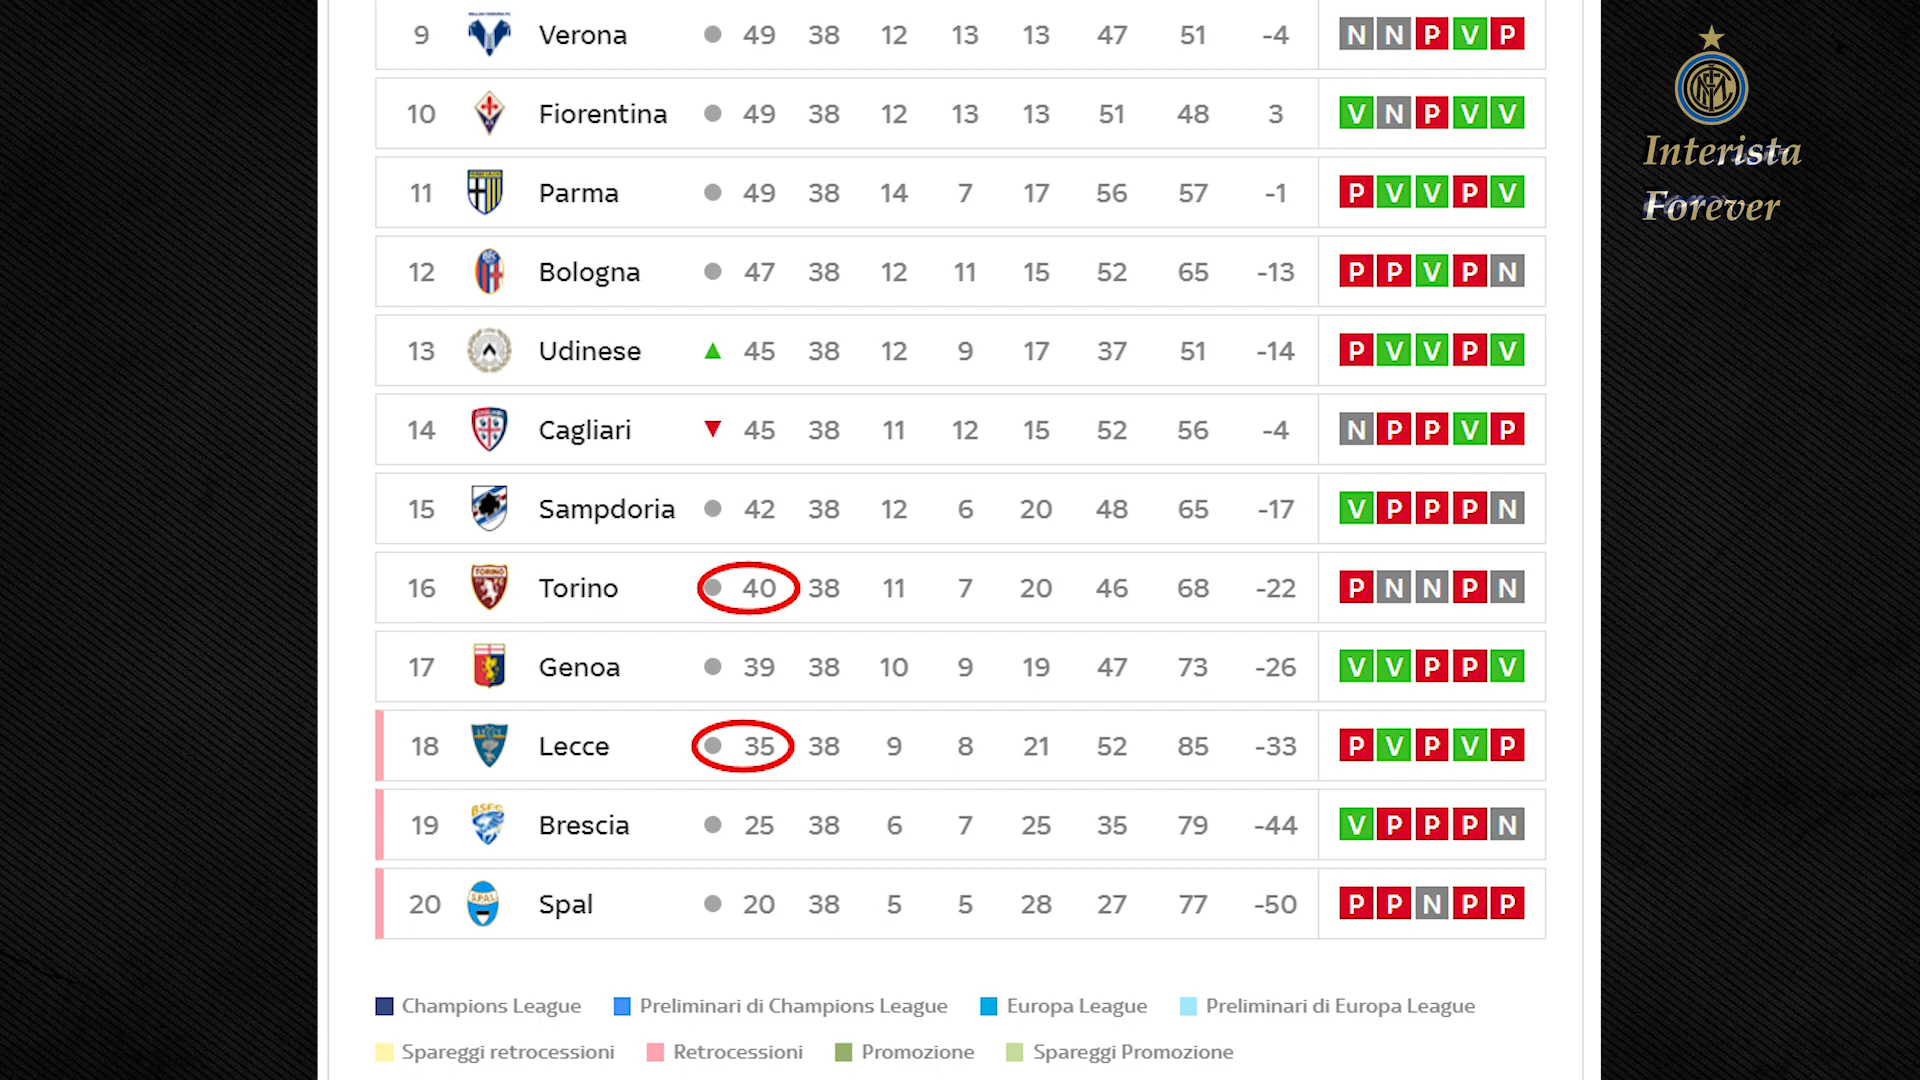 9 Verona 49 38 12 13 13 47 51 -4 N N P V P
10 Fiorentina 49 38 12 13 13 51 48 3 V N P V V
11 Parma 49 38 14 7 17 56 57 -1 P V V P V
12 Bologna 47 38 12 11 15 52 65 -13 P P V P N
13 Udinese 45 38 12 9 17 37 51 -14 P V V P V
14 Cagliari 45 38 11 12 15 52 56 -4 N P P V P
15 Sampdoria 42 38 12 6 20 48 65 -17 V P P P N
16 Torino 40 38 11 7 20 46 68 -22 P N N P N
17 Genoa 39 38 10 9 19 47 73 -26 V V P P V
18 Lecce 35 38 9 8 21 52 85 -33 P V P V P
19 Brescia 25 38 6 7 25 35 79 -44 V P P P N
20 Spal 20 38 5 5 28 27 77 -50 P P N P P
Champions League Preliminari di Champions League Europa League Preliminari di Europa League
Spareggi retrocessioni Retrocessioni Promozione Spareggi Promozione
Interista
Forever